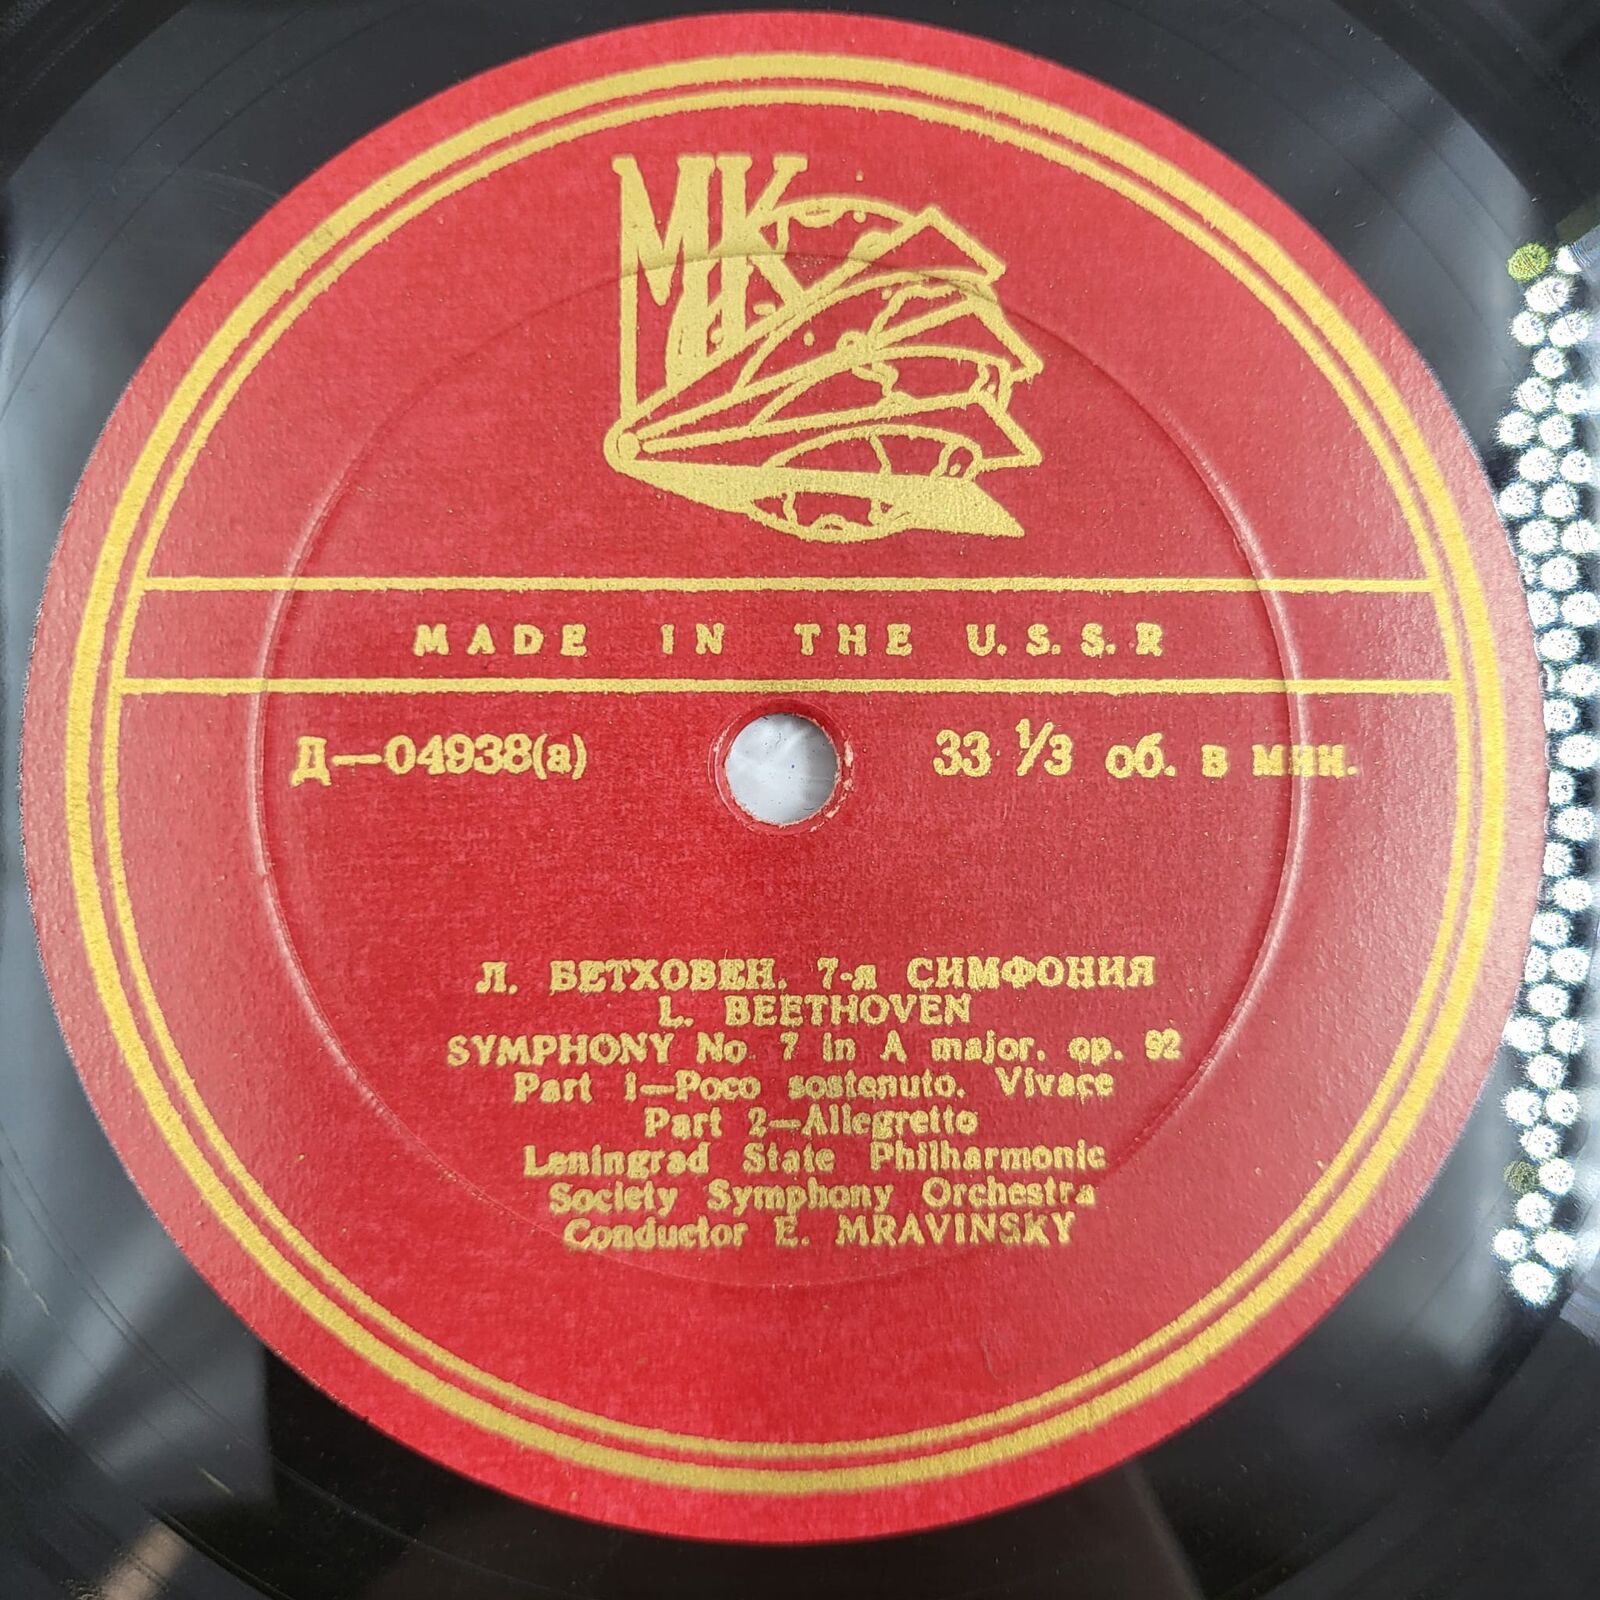 МК
MADE IN THE U.S.S.R
Д—04938(а)
33 1/3 об. в мин.
Л. БЕТХОВЕН. 7-я СИМФОНИЯ
L. BEETHOVEN
SYMPHONY No. 7 in A major. op. 92
Part 1—Poco sostenuto. Vivace
Part 2—Allegretto
Leningrad State Philharmonic
Society Symphony Orchestra
Conductor E. MRAVINSKY